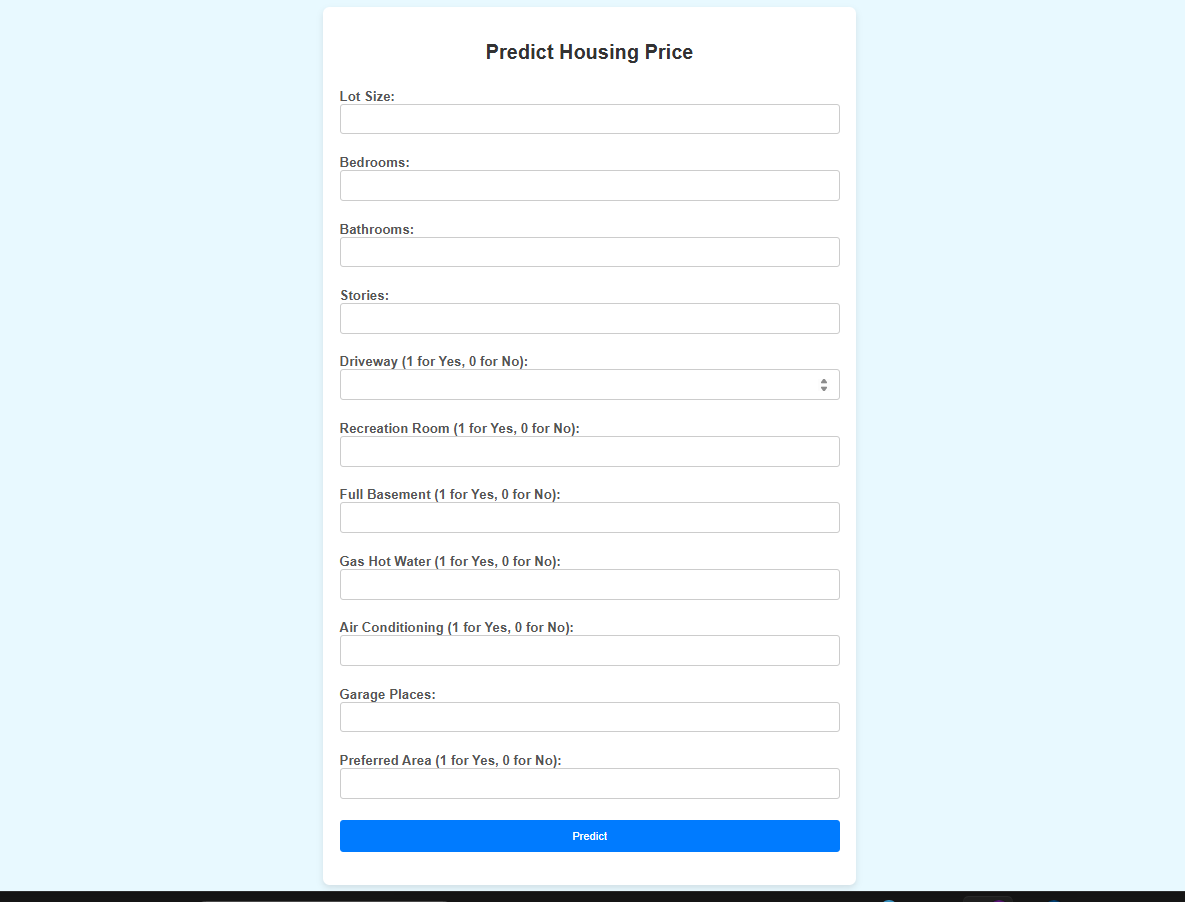 Predict Housing Price
Lot Size:
Bedrooms:
Bathrooms:
Stories:
Driveway (1 for Yes, 0 for No):
Recreation Room (1 for Yes, 0 for No):
Full Basement (1 for Yes, 0 for No):
Gas Hot Water (1 for Yes, 0 for No):
Air Conditioning (1 for Yes, 0 for No):
Garage Places:
Preferred Area (1 for Yes, 0 for No):
Predict